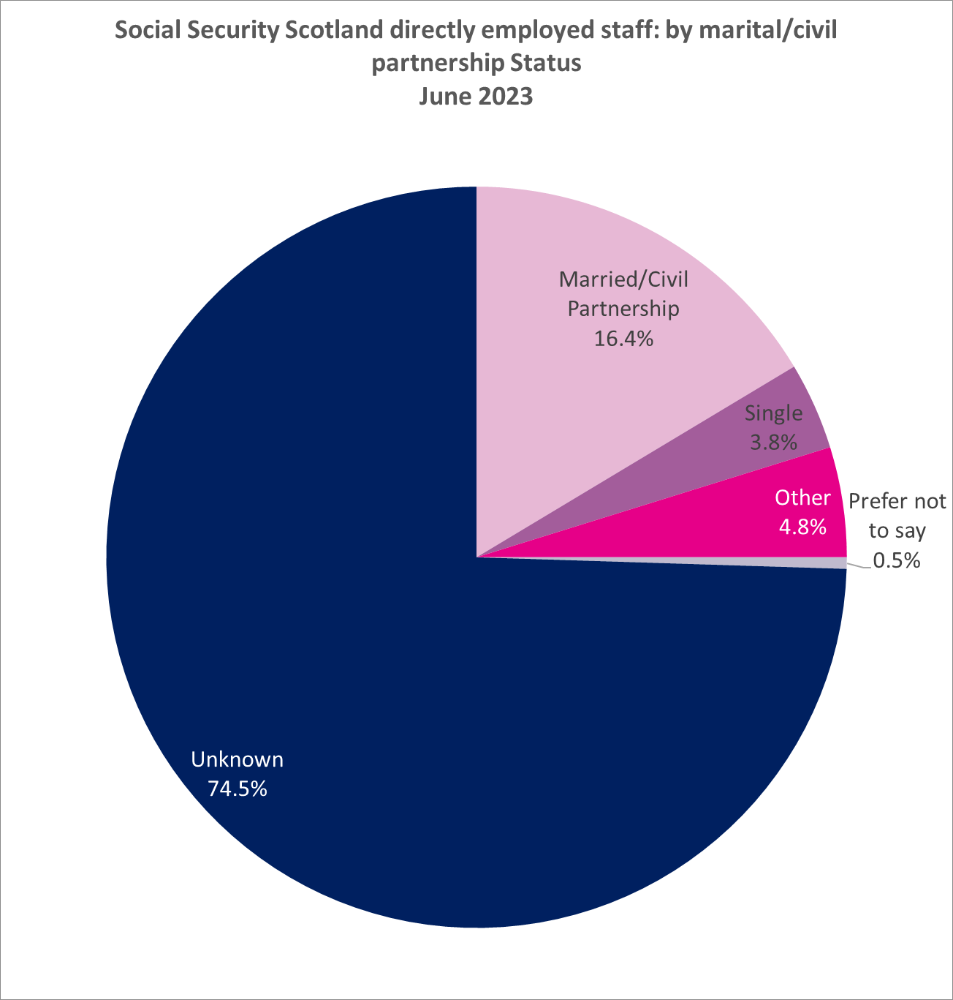 Social Security Scotland directly employed staff: by marital/civil
partnership Status
June 2023
Married/Civil
Partnership
16.4%
Single
3.8%
Other
4.8%
Prefer not
to say
0.5%
Unknown
74.5%